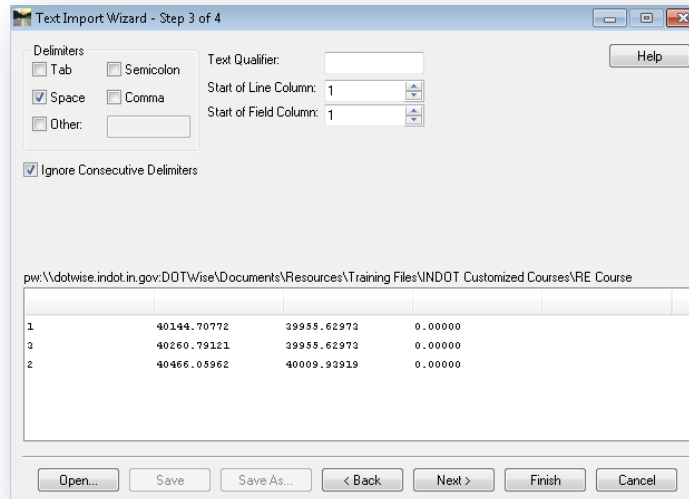 Text Import Wizard - Step 3 of 4
Delimiters
Tab
Semicolon
Space
Comma
Other:
Text Qualifier:
Start of Line Column: 1
Start of Field Column: 1
Help
Ignore Consecutive Delimiters
pw:\\dotwise.indot.in.gov:DOTWise\Documents\Resources\Training Files\INDOT Customized Courses\RE Course
1 40144.70772 39955.62973 0.00000
3 40260.79121 39955.62973 0.00000
2 40466.05962 40009.93919 0.00000
Open... Save Save As... < Back Next > Finish Cancel